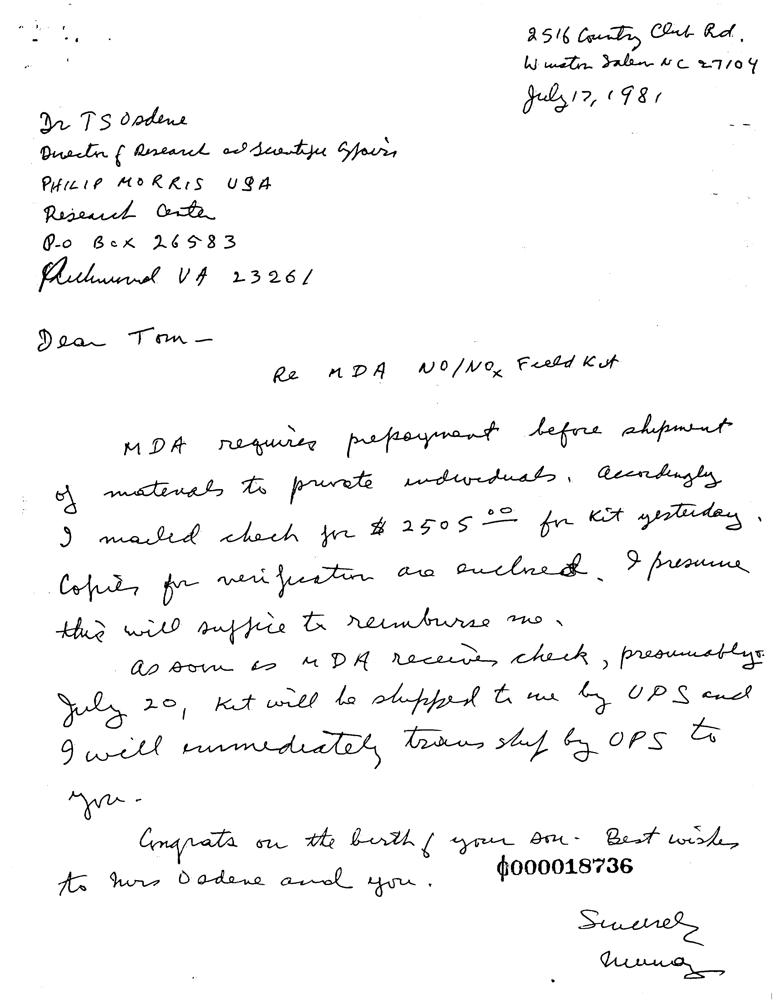 2516 Country Club Rd.
Winston Salem NC 27104
July 17, 1981
Dr T S Osdene
Director of Research and Scientific Affairs
PHILIP MORRIS USA
Research Center
P.O Box 26583
Richmond VA 23261
Dear Tom —
Re MDA NO/NOx Field Kit
MDA requires prepayment before shipment
of materials to private individuals. Accordingly
I mailed check for $ 2505.00 for kit yesterday.
Copies for verification are enclosed. I presume
this will suffice to reimburse me.
As soon as MDA receives check, presumably
July 20, kit will be shipped to me by UPS and
I will immediately trans ship by UPS to
you.
Congrats on the birth of your son. Best wishes
to Mrs Osdene and you.
φ000018736
Sincerely